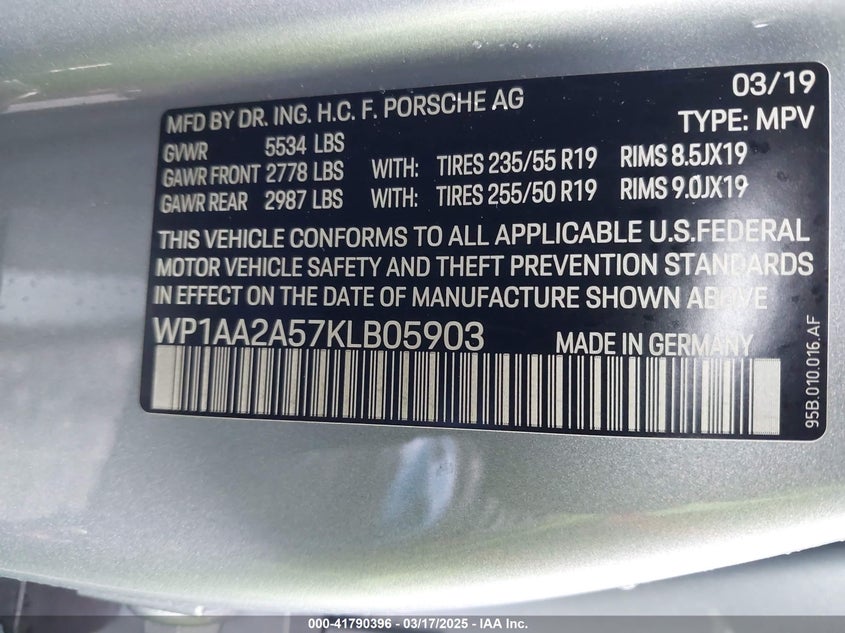 03/19
MFD BY DR. ING. H.C. F. PORSCHE AG
TYPE: MPV
GVWR 5534 LBS
GAWR FRONT 2778 LBS WITH: TIRES 235/55 R19 RIMS 8.5JX19
GAWR REAR 2987 LBS WITH: TIRES 255/50 R19 RIMS 9.0JX19
THIS VEHICLE CONFORMS TO ALL APPLICABLE U.S.FEDERAL
MOTOR VEHICLE SAFETY AND THEFT PREVENTION STANDARDS
IN EFFECT ON THE DATE OF MANUFACTURE SHOWN ABOVE
WP1AA2A57KLB05903 MADE IN GERMANY
95B.010.016.AF
000-41790396 - 03/17/2025 - IAA Inc.